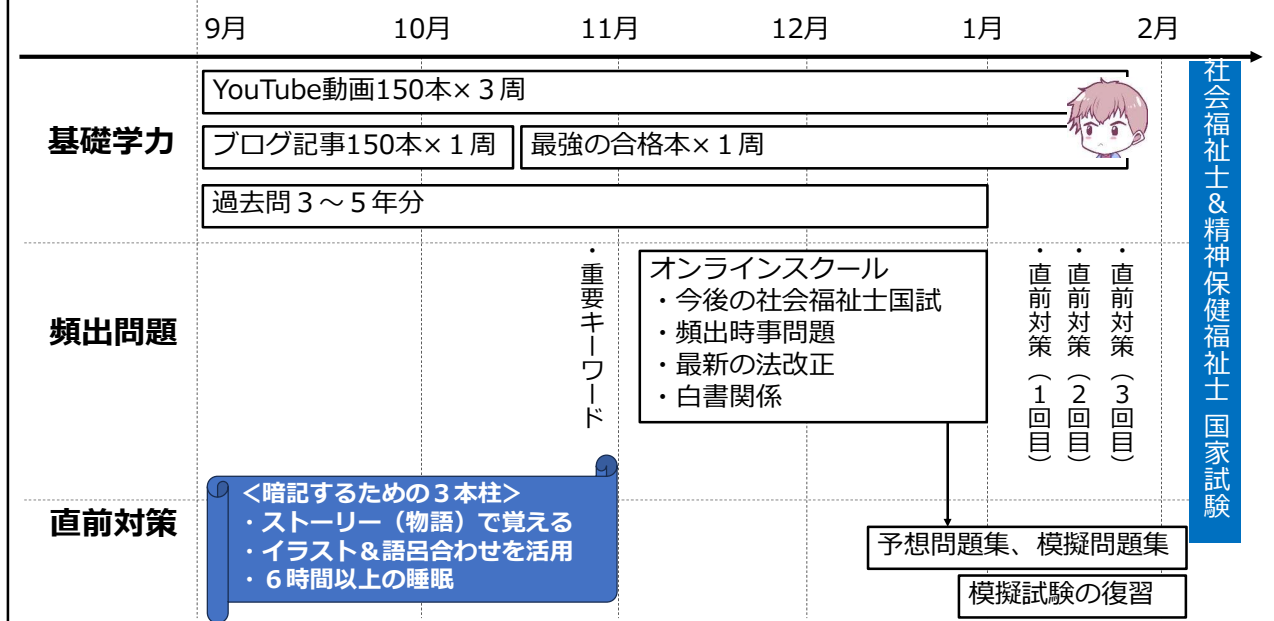 9月 10月 11月 12月 1月 2月
基礎学力
YouTube動画150本×３周
ブログ記事150本×１周
最強の合格本×１周
過去問３～５年分
頻出問題
・重要キーワード
オンラインスクール
・今後の社会福祉士国試
・頻出時事問題
・最新の法改正
・白書関係
・直前対策（1回目）
・直前対策（2回目）
・直前対策（3回目）
直前対策
＜暗記するための３本柱＞
・ストーリー（物語）で覚える
・イラスト＆語呂合わせを活用
・６時間以上の睡眠
予想問題集、模擬問題集
模擬試験の復習
社会福祉士&精神保健福祉士 国家試験